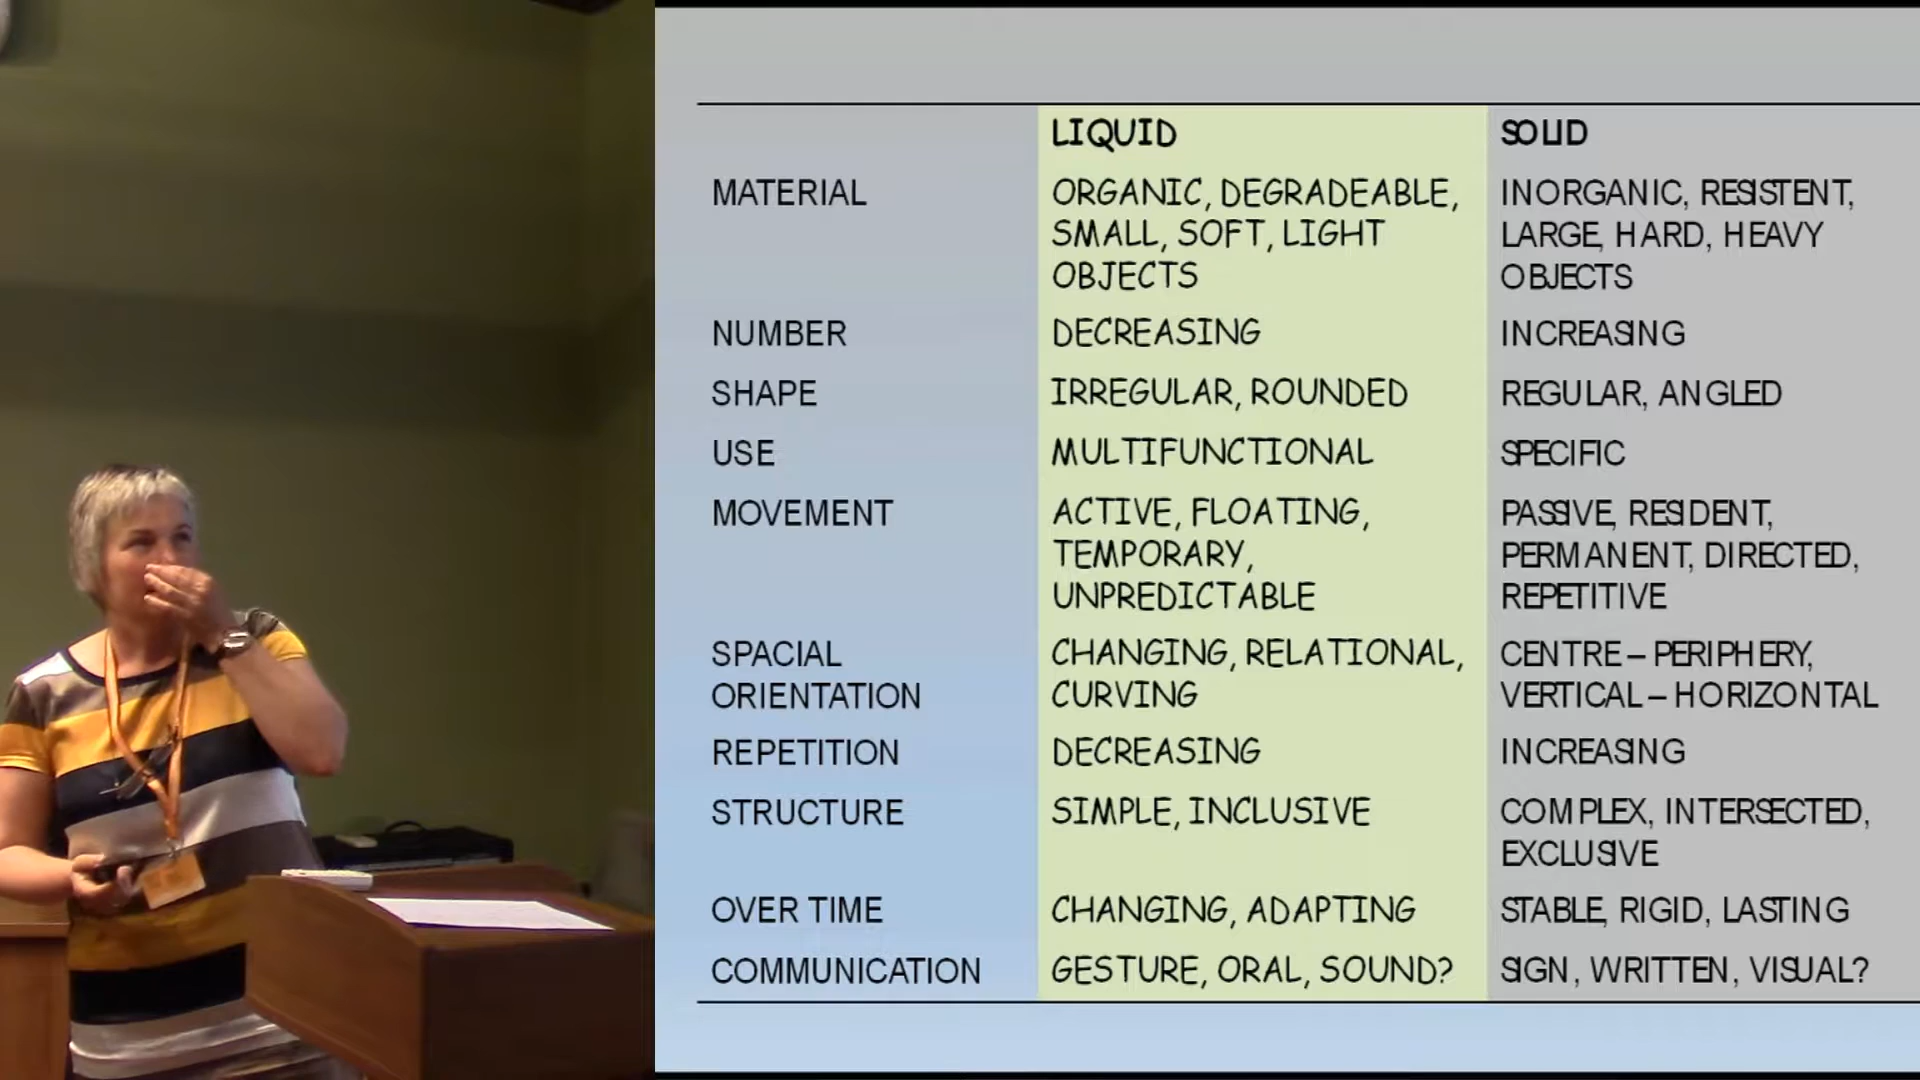 LIQUID SOLID
MATERIAL ORGANIC, DEGRADEABLE, INORGANIC, RESISTENT,
SMALL, SOFT, LIGHT LARGE, HARD, HEAVY
OBJECTS OBJECTS
NUMBER DECREASING INCREASING
SHAPE IRREGULAR, ROUNDED REGULAR, ANGLED
USE MULTIFUNCTIONAL SPECIFIC
MOVEMENT ACTIVE, FLOATING, PASSIVE, RESIDENT,
TEMPORARY, PERMANENT, DIRECTED,
UNPREDICTABLE REPETITIVE
SPACIAL CHANGING, RELATIONAL, CENTRE – PERIPHERY,
ORIENTATION CURVING VERTICAL – HORIZONTAL
REPETITION DECREASING INCREASING
STRUCTURE SIMPLE, INCLUSIVE COMPLEX, INTERSECTED,
EXCLUSIVE
OVER TIME CHANGING, ADAPTING STABLE, RIGID, LASTING
COMMUNICATION GESTURE, ORAL, SOUND? SIGN, WRITTEN, VISUAL?